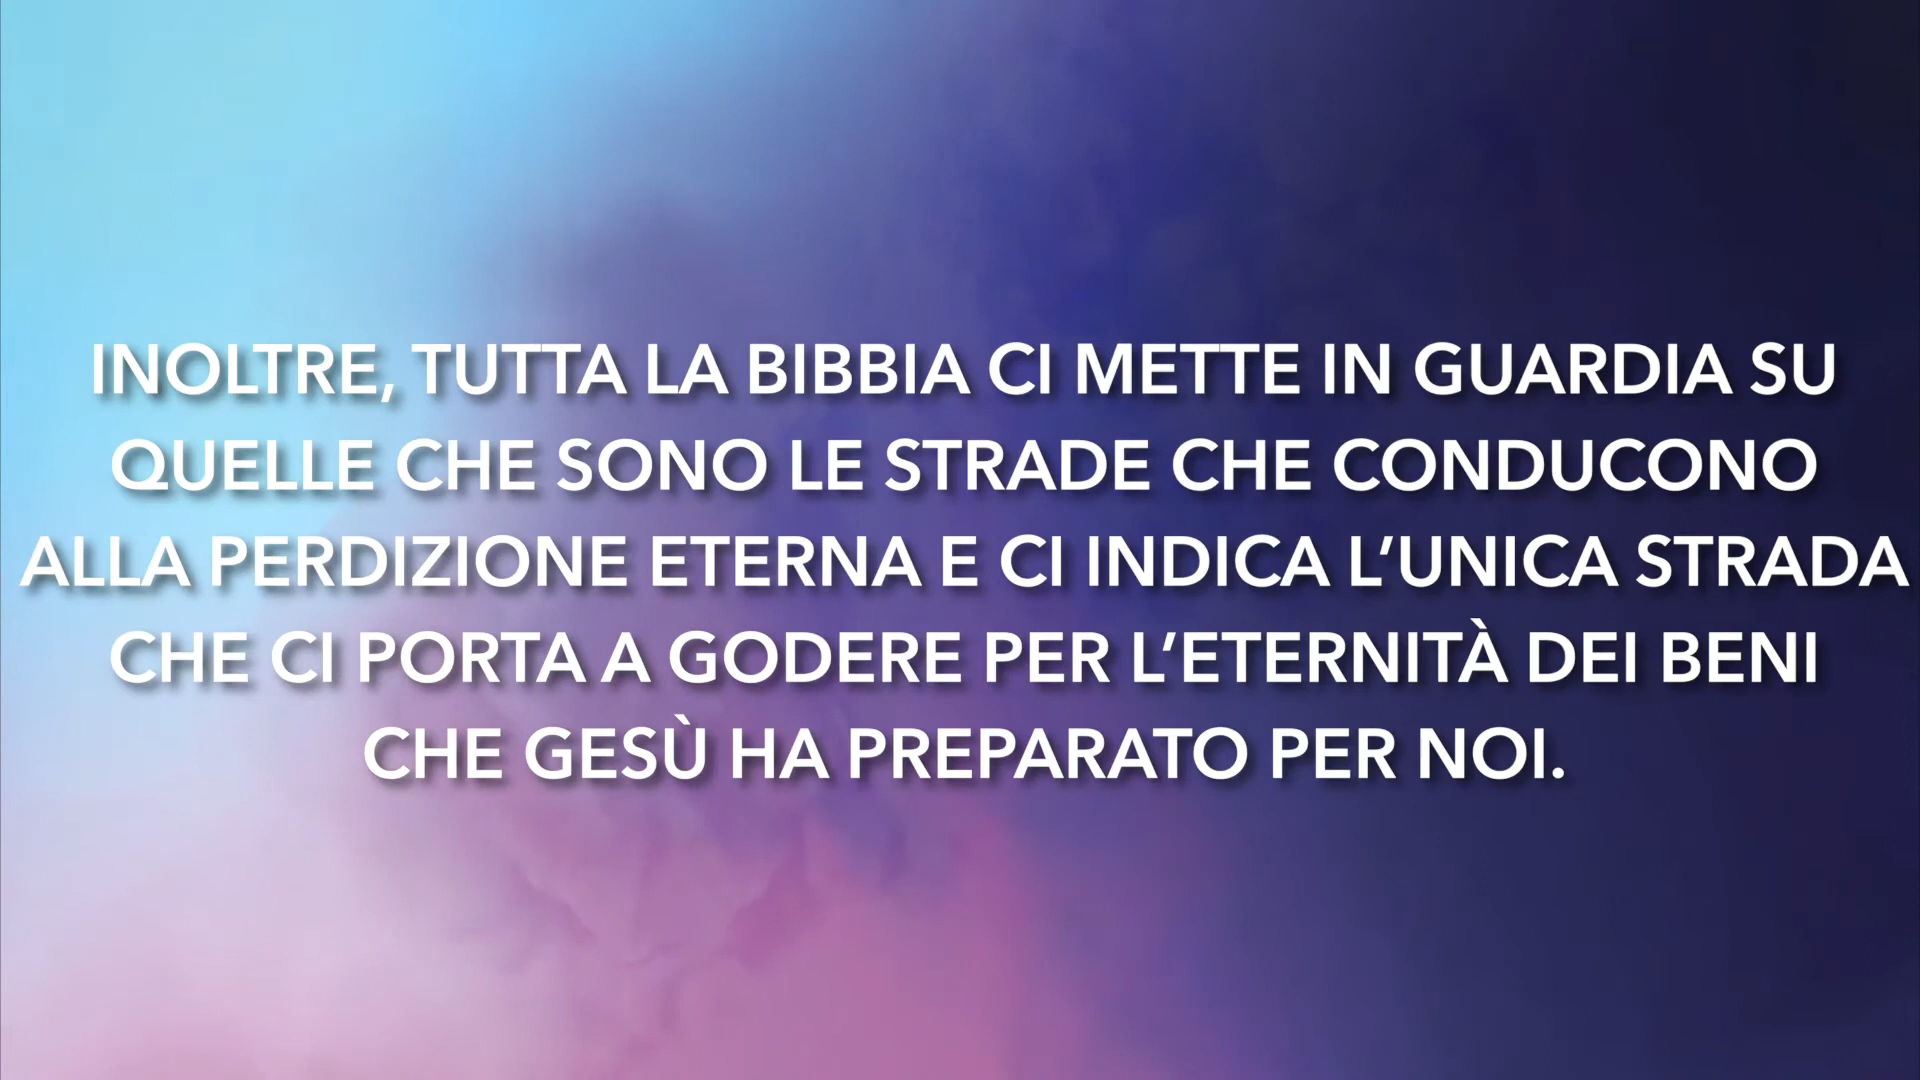 INOLTRE, TUTTA LA BIBBIA CI METTE IN GUARDIA SU
QUELLE CHE SONO LE STRADE CHE CONDUCONO
ALLA PERDIZIONE ETERNA E CI INDICA L’UNICA STRADA
CHE CI PORTA A GODERE PER L’ETERNITÀ DEI BENI
CHE GESÙ HA PREPARATO PER NOI.